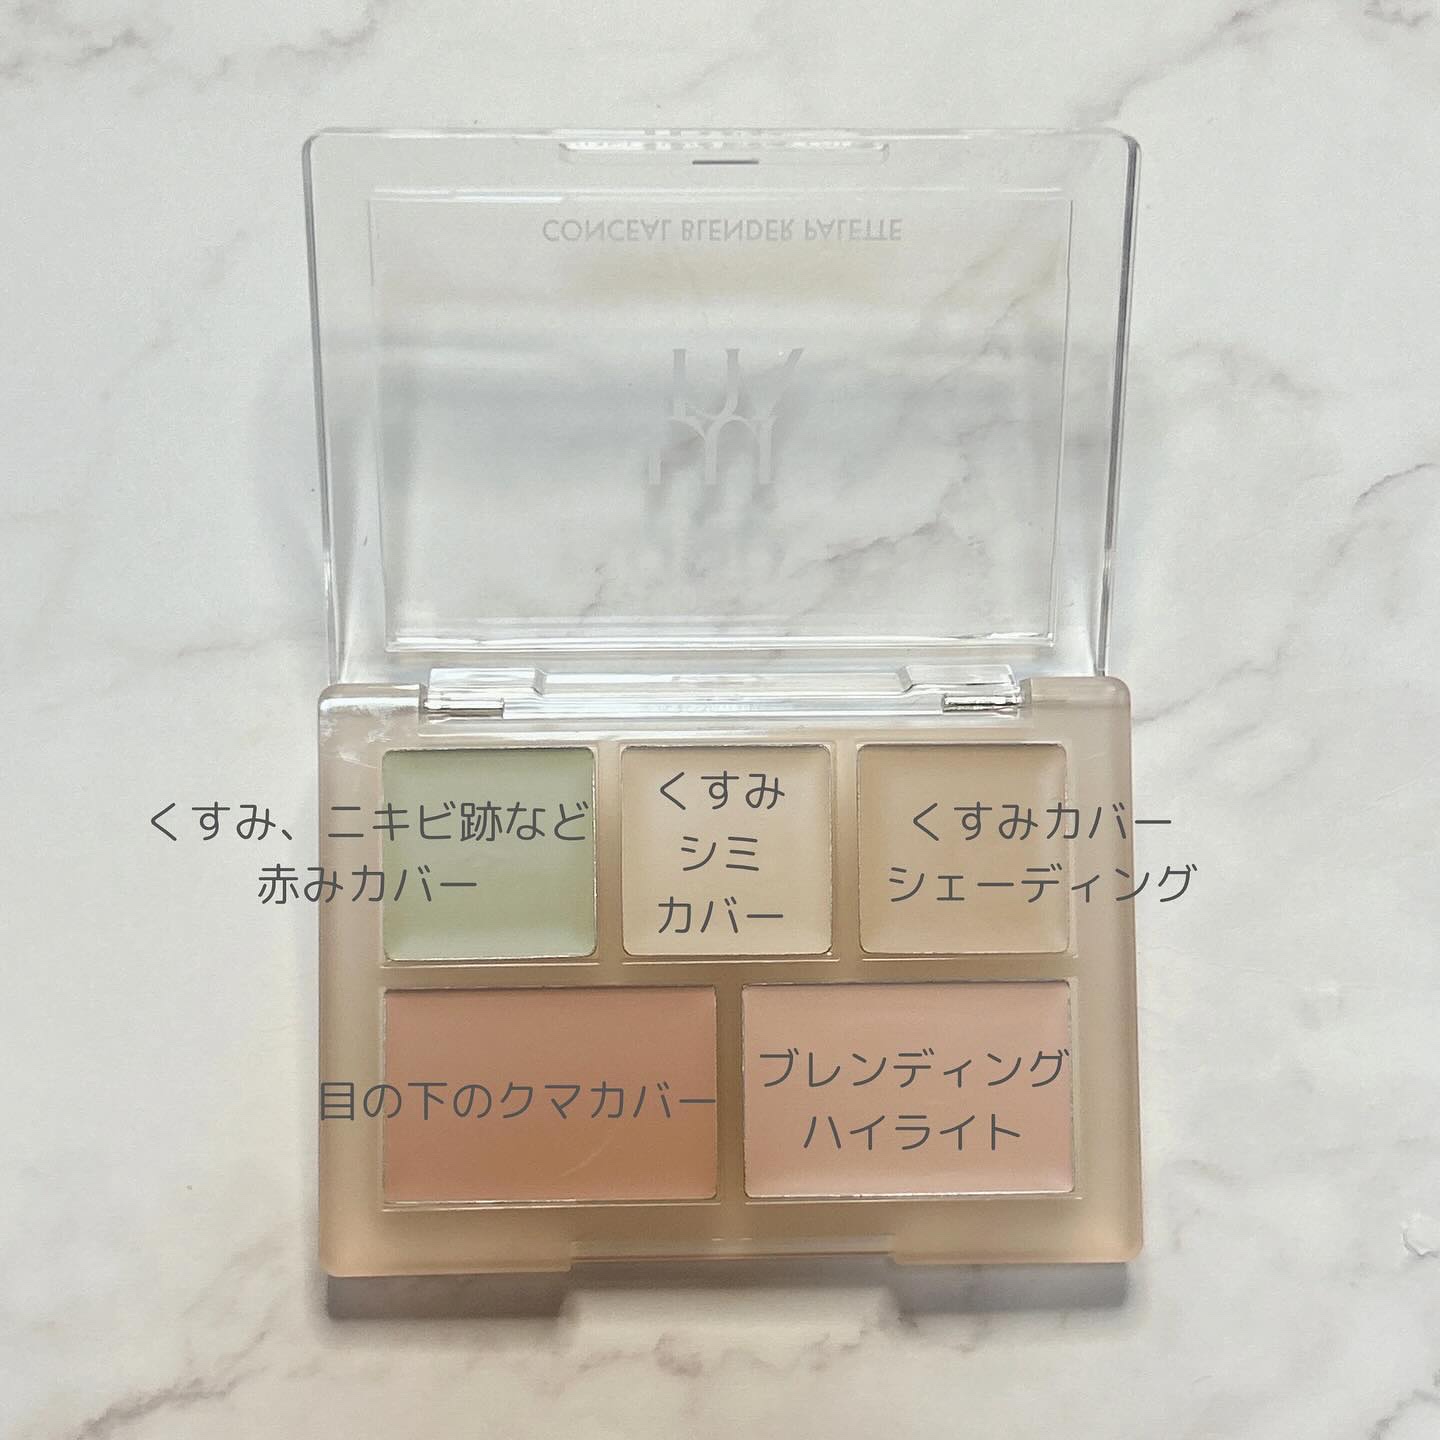 CONCEAL BLENDER PALETTE
くすみ、ニキビ跡など
赤みカバー
くすみ
シミ
カバー
くすみカバー
シェーディング
目の下のクマカバー
ブレンディング
ハイライト